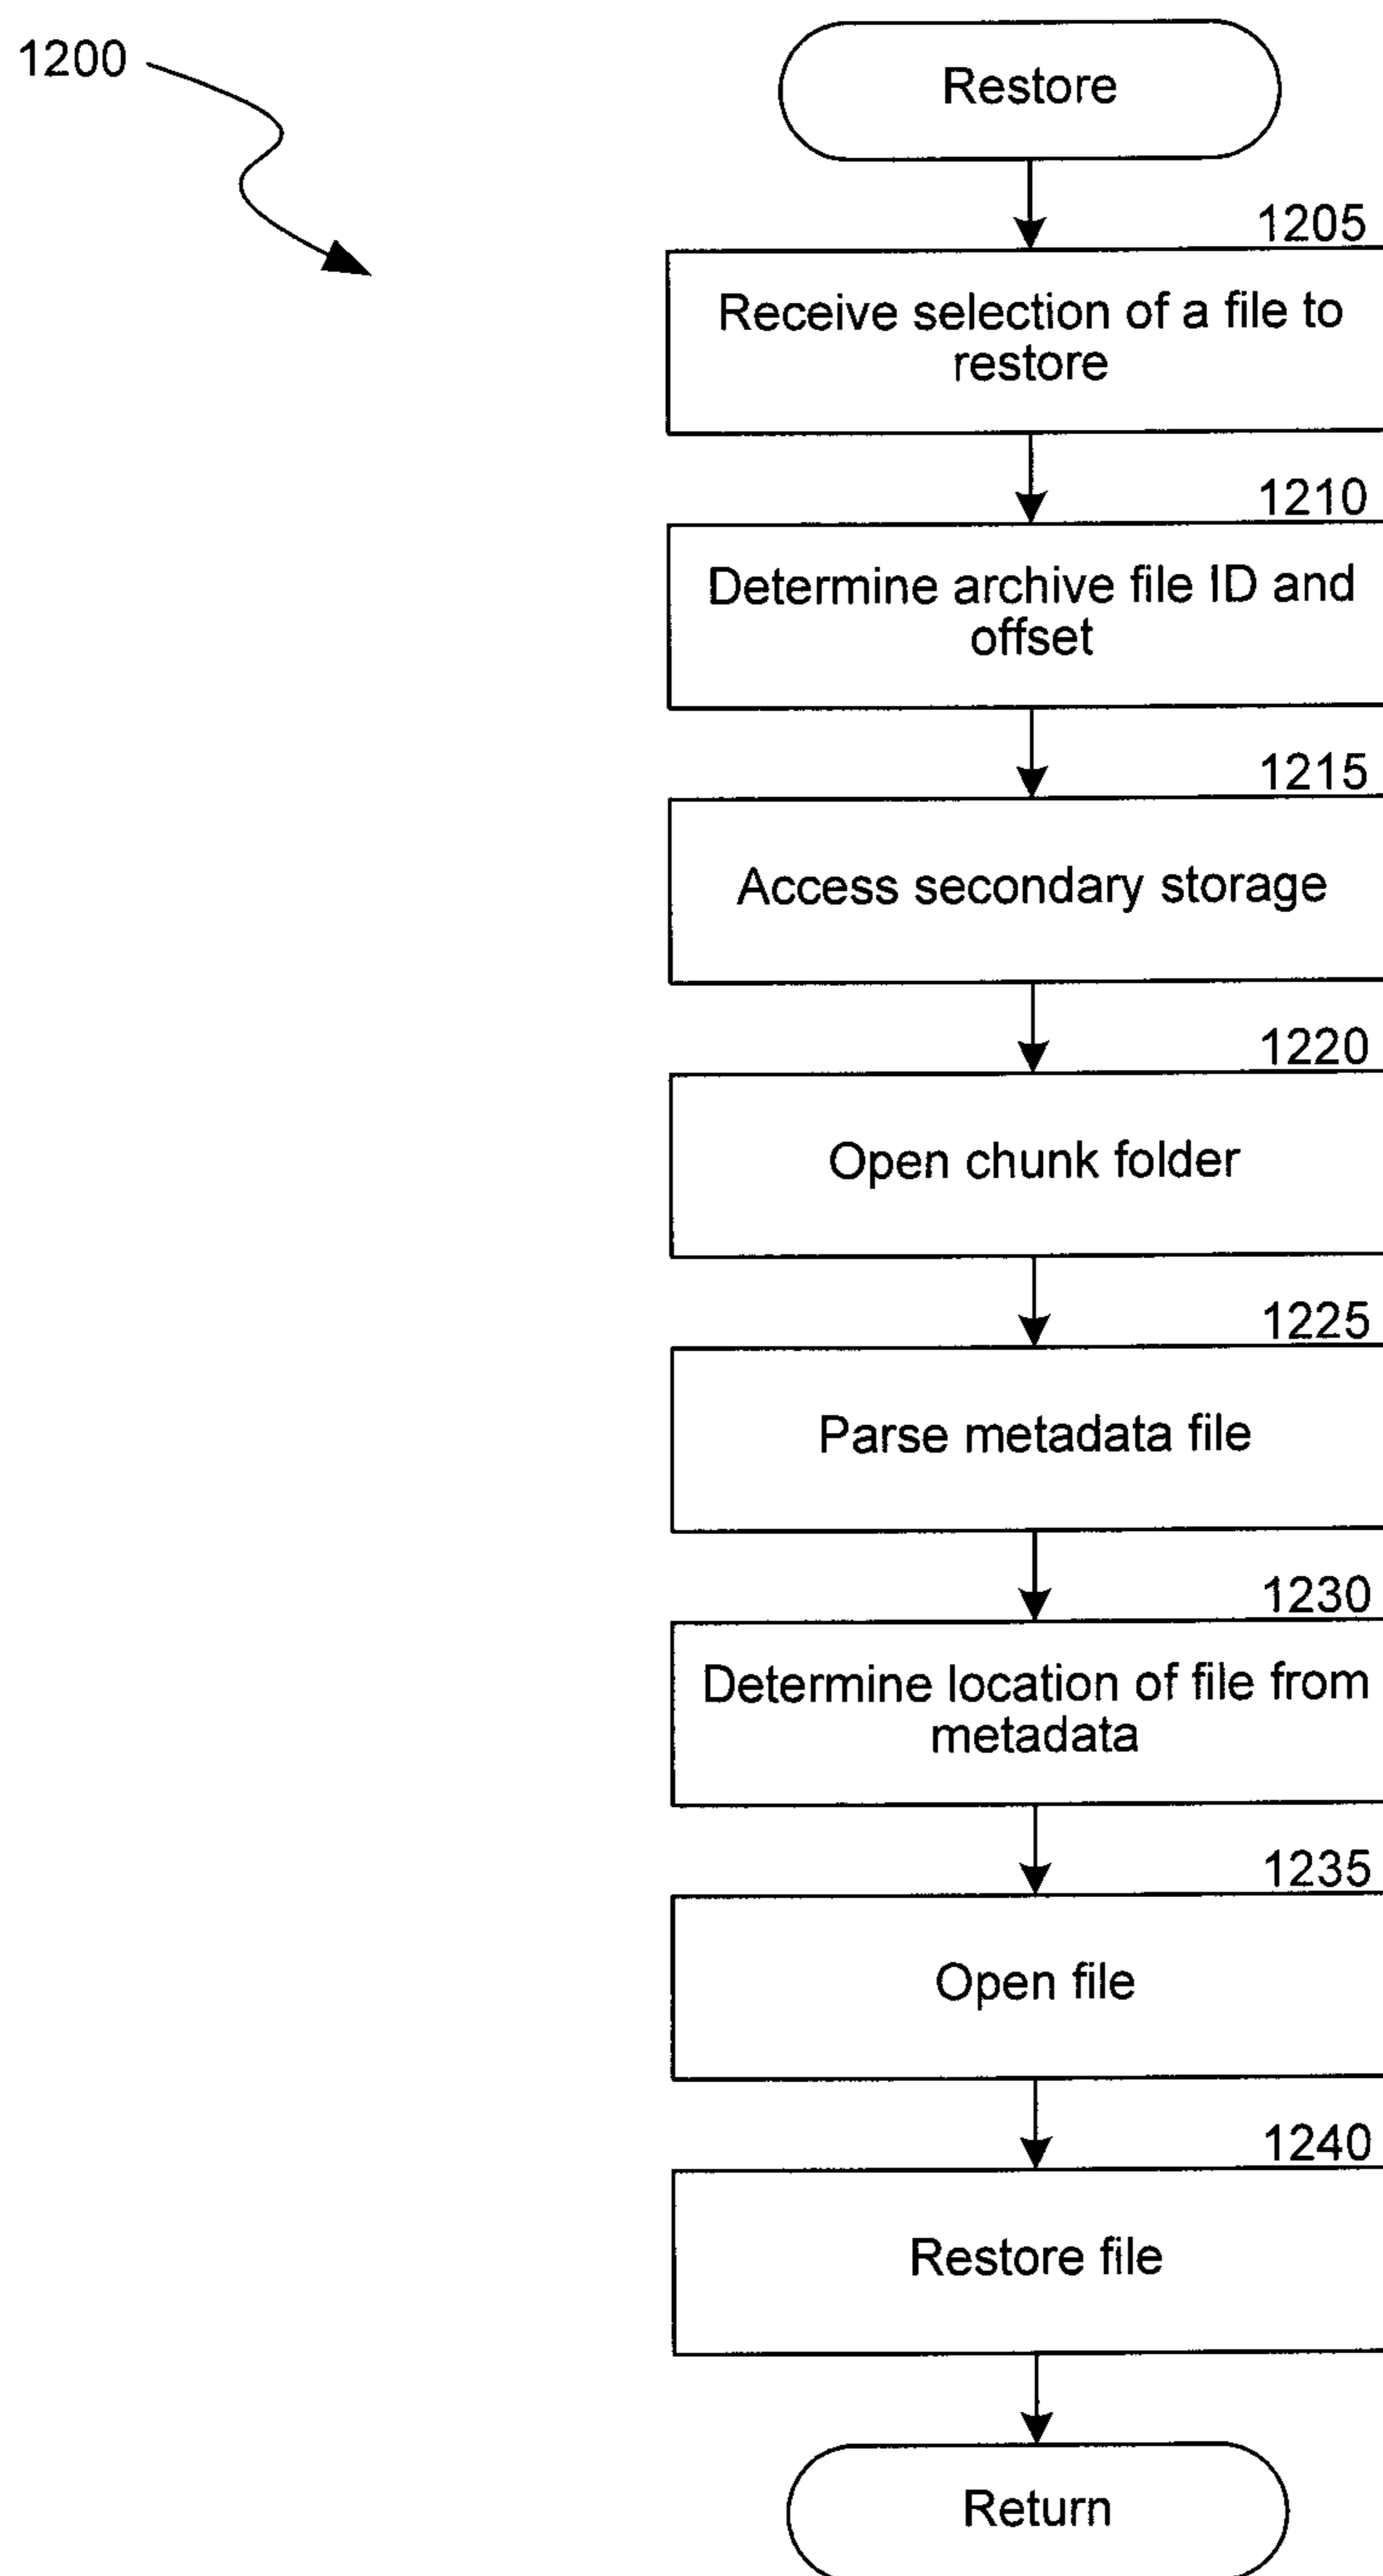 1200
Restore
1205
Receive selection of a file to
restore
1210
Determine archive file ID and
offset
1215
Access secondary storage
1220
Open chunk folder
1225
Parse metadata file
1230
Determine location of file from
metadata
1235
Open file
1240
Restore file
Return